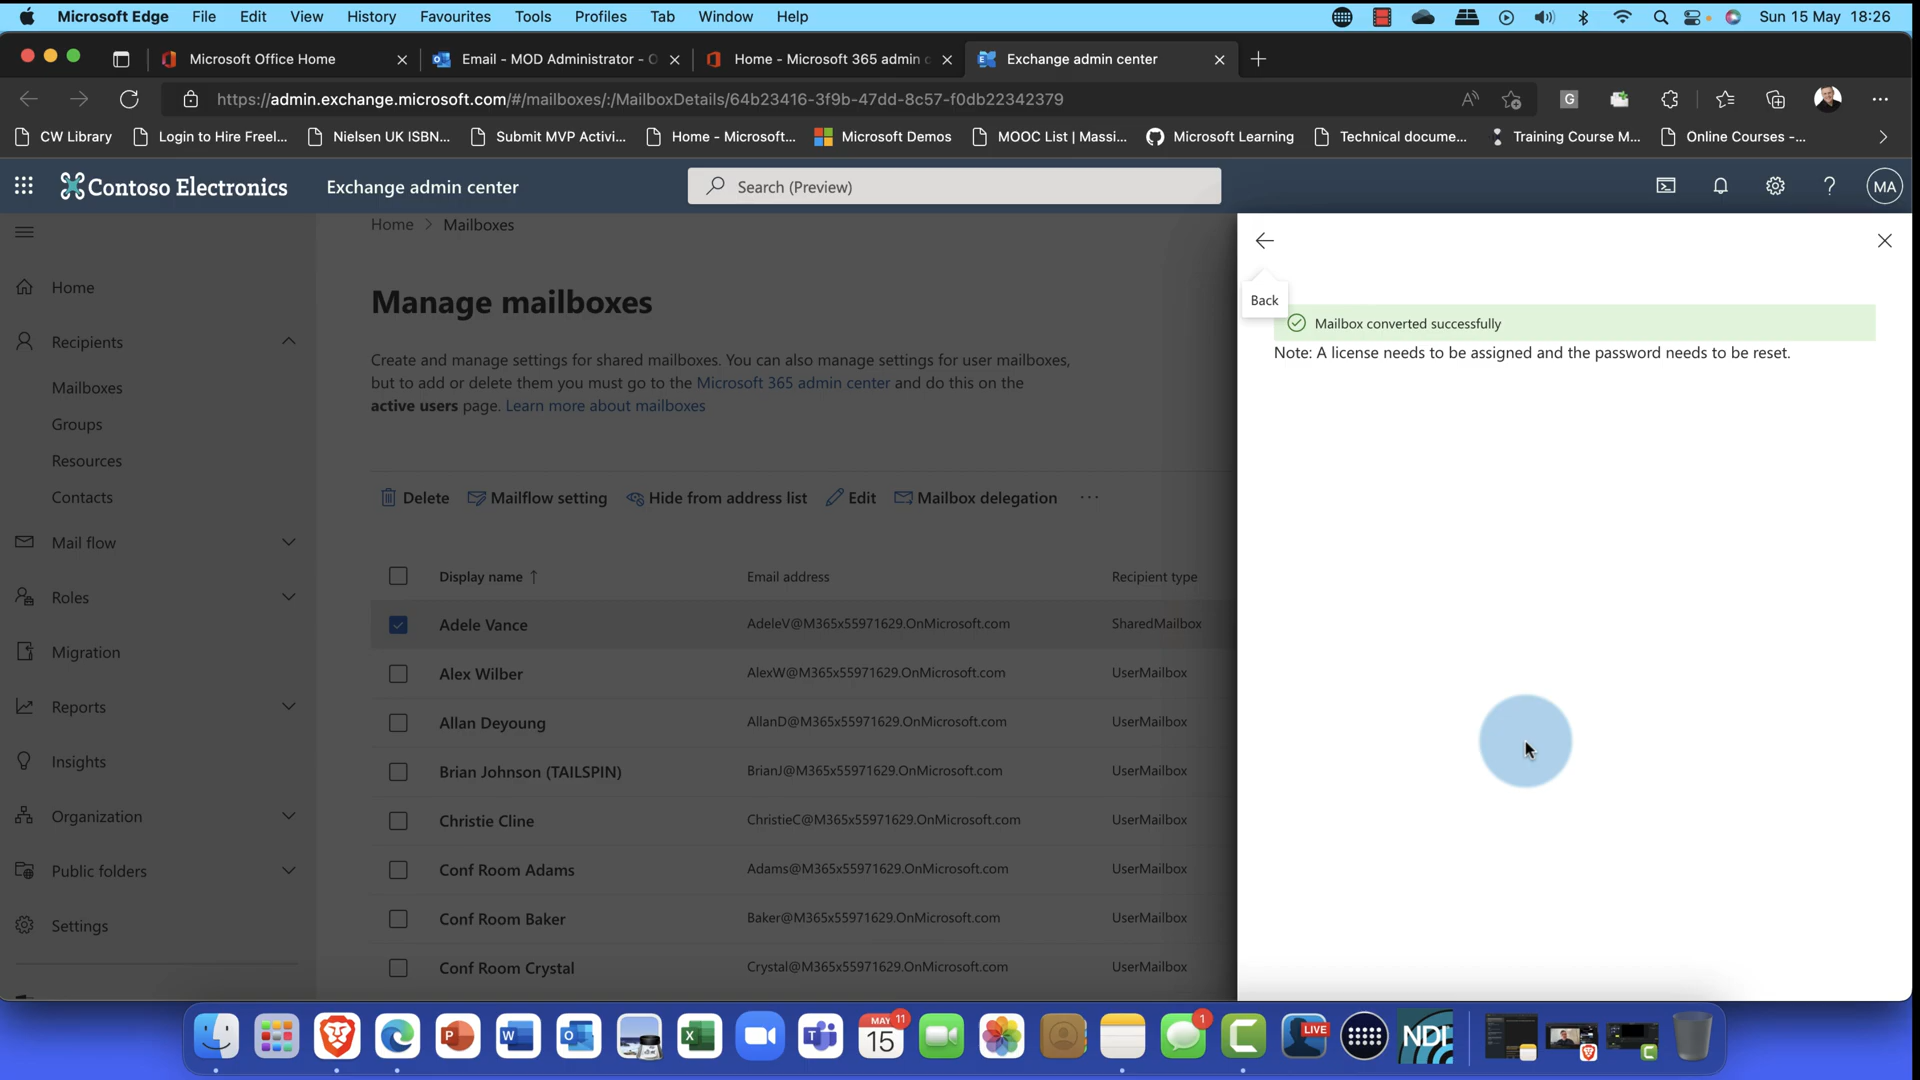 Microsoft Edge File Edit View History Favourites Tools Profiles Tab Window Help Sun 15 May 18:26
Microsoft Office Home Email - MOD Administrator - O Home - Microsoft 365 admin c Exchange admin center
https://admin.exchange.microsoft.com/#/mailboxes/:/MailboxDetails/64b23416-3f9b-47dd-8c57-f0db22342379
CW Library Login to Hire Freel... Nielsen UK ISBN... Submit MVP Activi... Home - Microsoft... Microsoft Demos MOOC List | Massi... Microsoft Learning Technical docume... Training Course M... Online Courses -...
Contoso Electronics Exchange admin center Search (Preview) MA
Home > Mailboxes
Home
Recipients
Mailboxes
Groups
Resources
Contacts
Mail flow
Roles
Migration
Reports
Insights
Organization
Public folders
Settings
Manage mailboxes
Create and manage settings for shared mailboxes. You can also manage settings for user mailboxes,
but to add or delete them you must go to the Microsoft 365 admin center and do this on the
active users page. Learn more about mailboxes
Delete Mailflow setting Hide from address list Edit Mailbox delegation ...
Display name ↑ Email address Recipient type
Adele Vance AdeleV@M365x55971629.OnMicrosoft.com SharedMailbox
Alex Wilber AlexW@M365x55971629.OnMicrosoft.com UserMailbox
Allan Deyoung AllanD@M365x55971629.OnMicrosoft.com UserMailbox
Brian Johnson (TAILSPIN) BrianJ@M365x55971629.OnMicrosoft.com UserMailbox
Christie Cline ChristieC@M365x55971629.OnMicrosoft.com UserMailbox
Conf Room Adams Adams@M365x55971629.OnMicrosoft.com UserMailbox
Conf Room Baker Baker@M365x55971629.OnMicrosoft.com UserMailbox
Conf Room Crystal Crystal@M365x55971629.OnMicrosoft.com UserMailbox
Back
Mailbox converted successfully
Note: A license needs to be assigned and the password needs to be reset.
MAY 11
15
1
LIVE
NDI